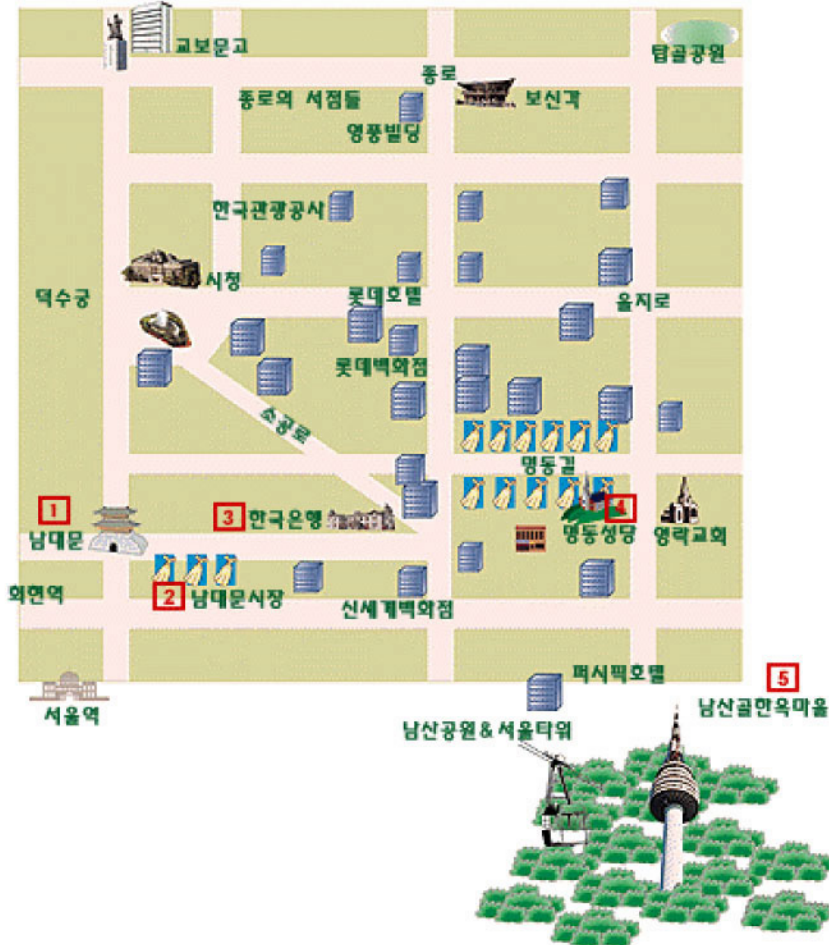 교보문고
탑골공원
종로
종로의 서점들
보신각
영풍빌딩
한국관광공사
시청
롯데호텔
덕수궁
을지로
롯데백화점
소공로
명동길
1
남대문
3 한국은행
4
명동성당
영락교회
회현역
2 남대문시장
신세계백화점
서울역
퍼시픽호텔
5
남산골한옥마을
남산공원 & 서울타워